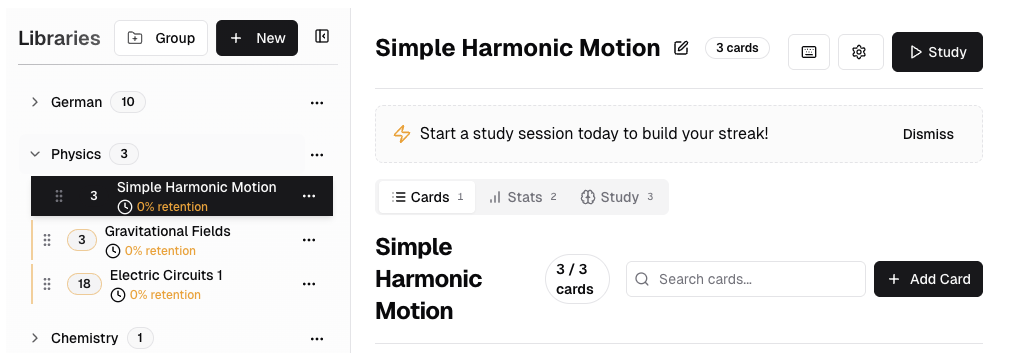 Libraries
Group
New
German 10
Physics 3
3 Simple Harmonic Motion
0% retention
3 Gravitational Fields
0% retention
18 Electric Circuits 1
0% retention
Chemistry 1
Simple Harmonic Motion
3 cards
Study
Start a study session today to build your streak!
Dismiss
Cards 1
Stats 2
Study 3
Simple
Harmonic
Motion
3 / 3
cards
Search cards...
Add Card